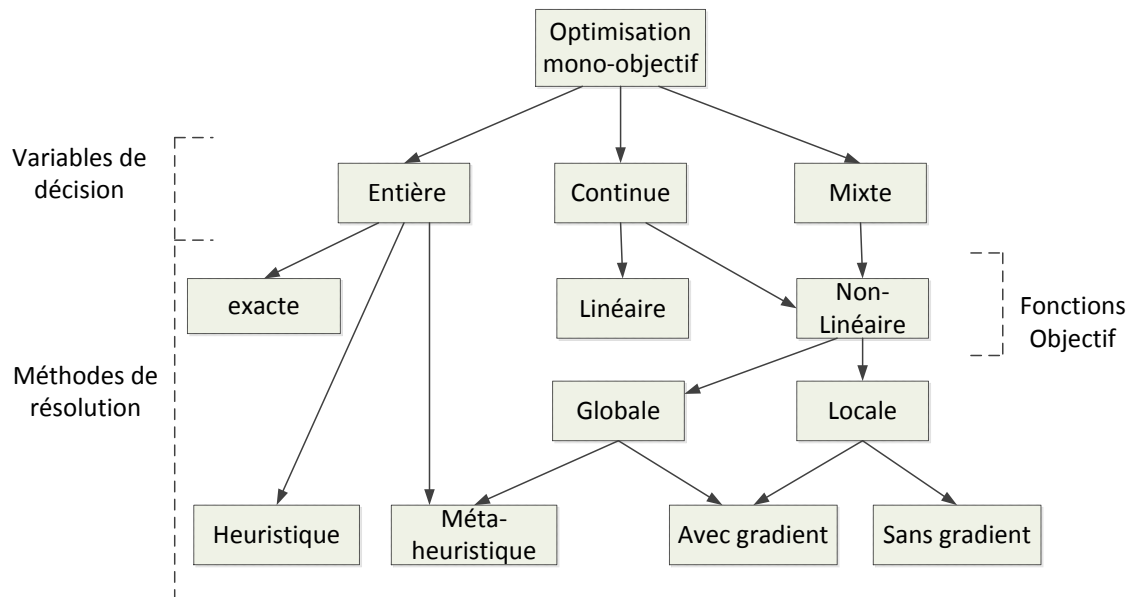 Optimisation
mono-objectif
Variables de
décision
Entière
Continue
Mixte
exacte
Linéaire
Non-
Linéaire
Fonctions
Objectif
Méthodes de
résolution
Globale
Locale
Heuristique
Méta-
heuristique
Avec gradient
Sans gradient